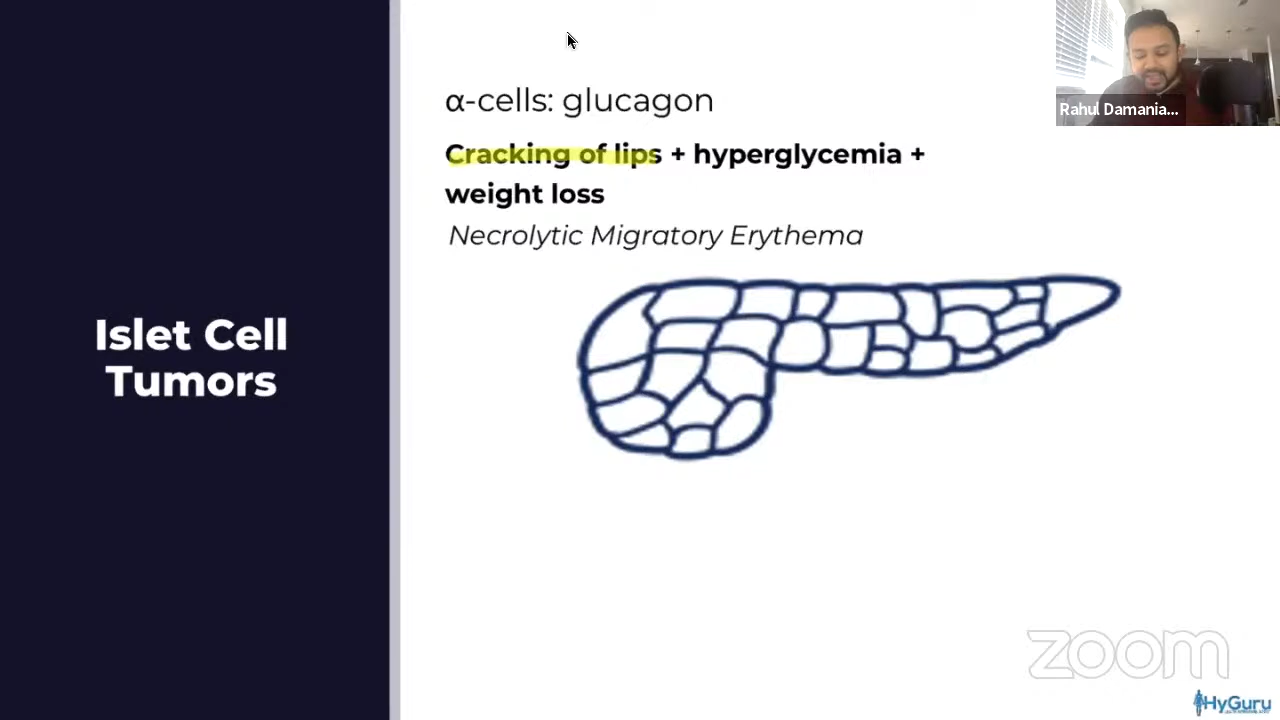 Rahul Damania...
α-cells: glucagon
Cracking of lips + hyperglycemia +
weight loss
Necrolytic Migratory Erythema
Islet Cell
Tumors
zoom
HyGuru